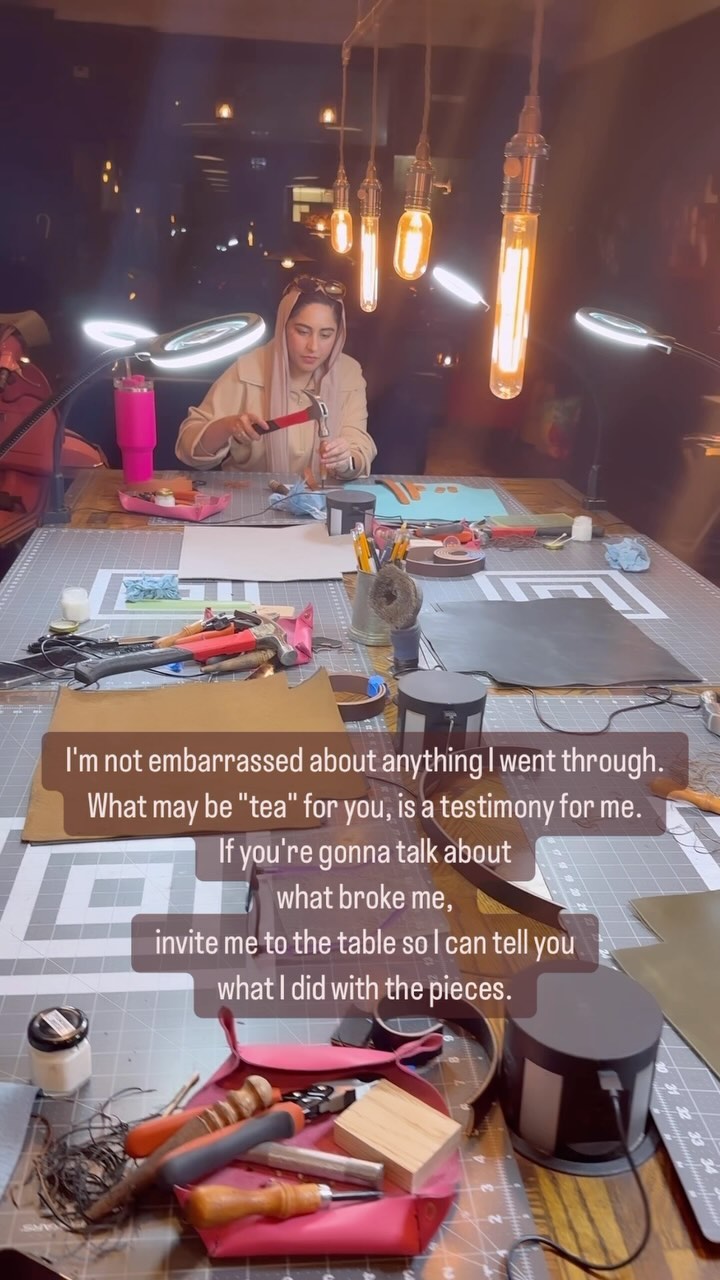 I'm not embarrassed about anything I went through.
What may be "tea" for you, is a testimony for me.
If you're gonna talk about
what broke me,
invite me to the table so I can tell you
what I did with the pieces.